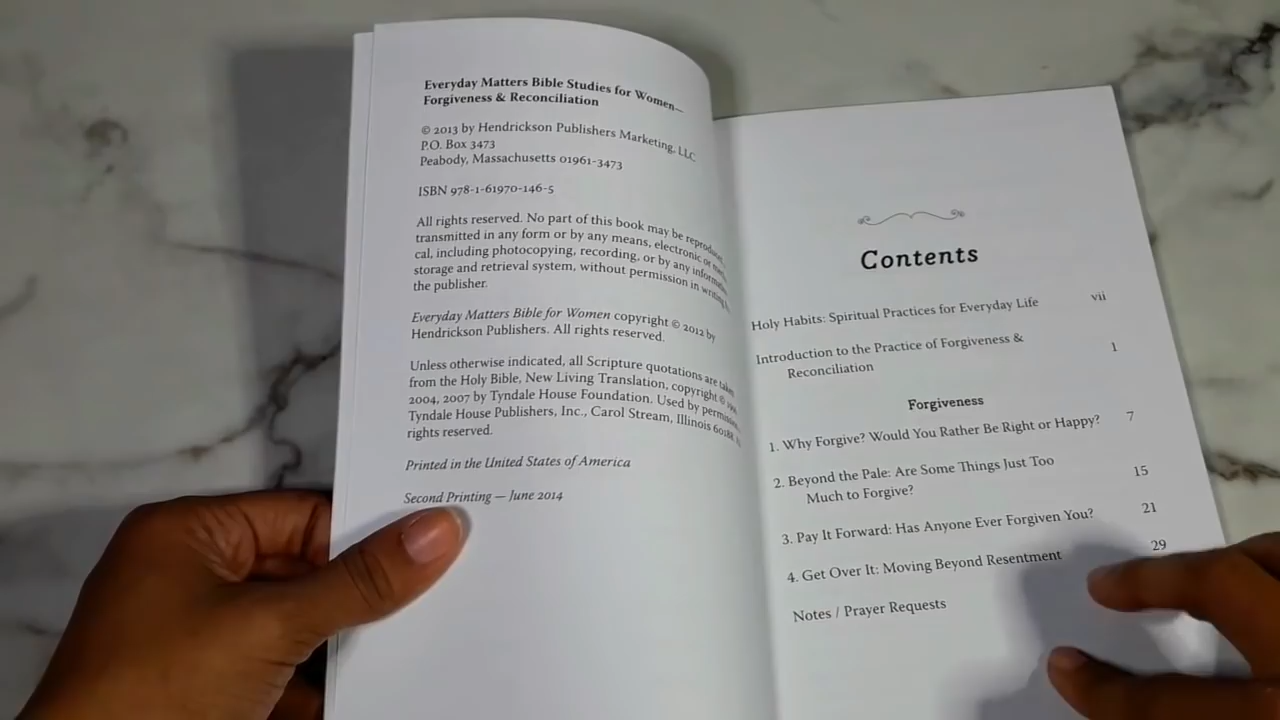 Everyday Matters Bible Studies for Women—
Forgiveness & Reconciliation
© 2013 by Hendrickson Publishers Marketing, LLC
P.O. Box 3473
Peabody, Massachusetts 01961-3473
ISBN 978-1-61970-146-5
All rights reserved. No part of this book may be
transmitted in any form or by any means, electronic or
cal, including photocopying, recording, or by any
storage and retrieval system, without permission in writing
the publisher.
Everyday Matters Bible for Women copyright © 2012 by
Hendrickson Publishers. All rights reserved.
Unless otherwise indicated, all Scripture quotations are
from the Holy Bible, New Living Translation, copyright ©
2004, 2007 by Tyndale House Foundation. Used by
Tyndale House Publishers, Inc., Carol Stream, Illinois 60188.
rights reserved.
Printed in the United States of America
Second Printing — June 2014
Contents
Holy Habits: Spiritual Practices for Everyday Life vii
Introduction to the Practice of Forgiveness &
Reconciliation 1
Forgiveness
1. Why Forgive? Would You Rather Be Right or Happy? 7
2. Beyond the Pale: Are Some Things Just Too
Much to Forgive? 15
3. Pay It Forward: Has Anyone Ever Forgiven You? 21
4. Get Over It: Moving Beyond Resentment 29
Notes / Prayer Requests